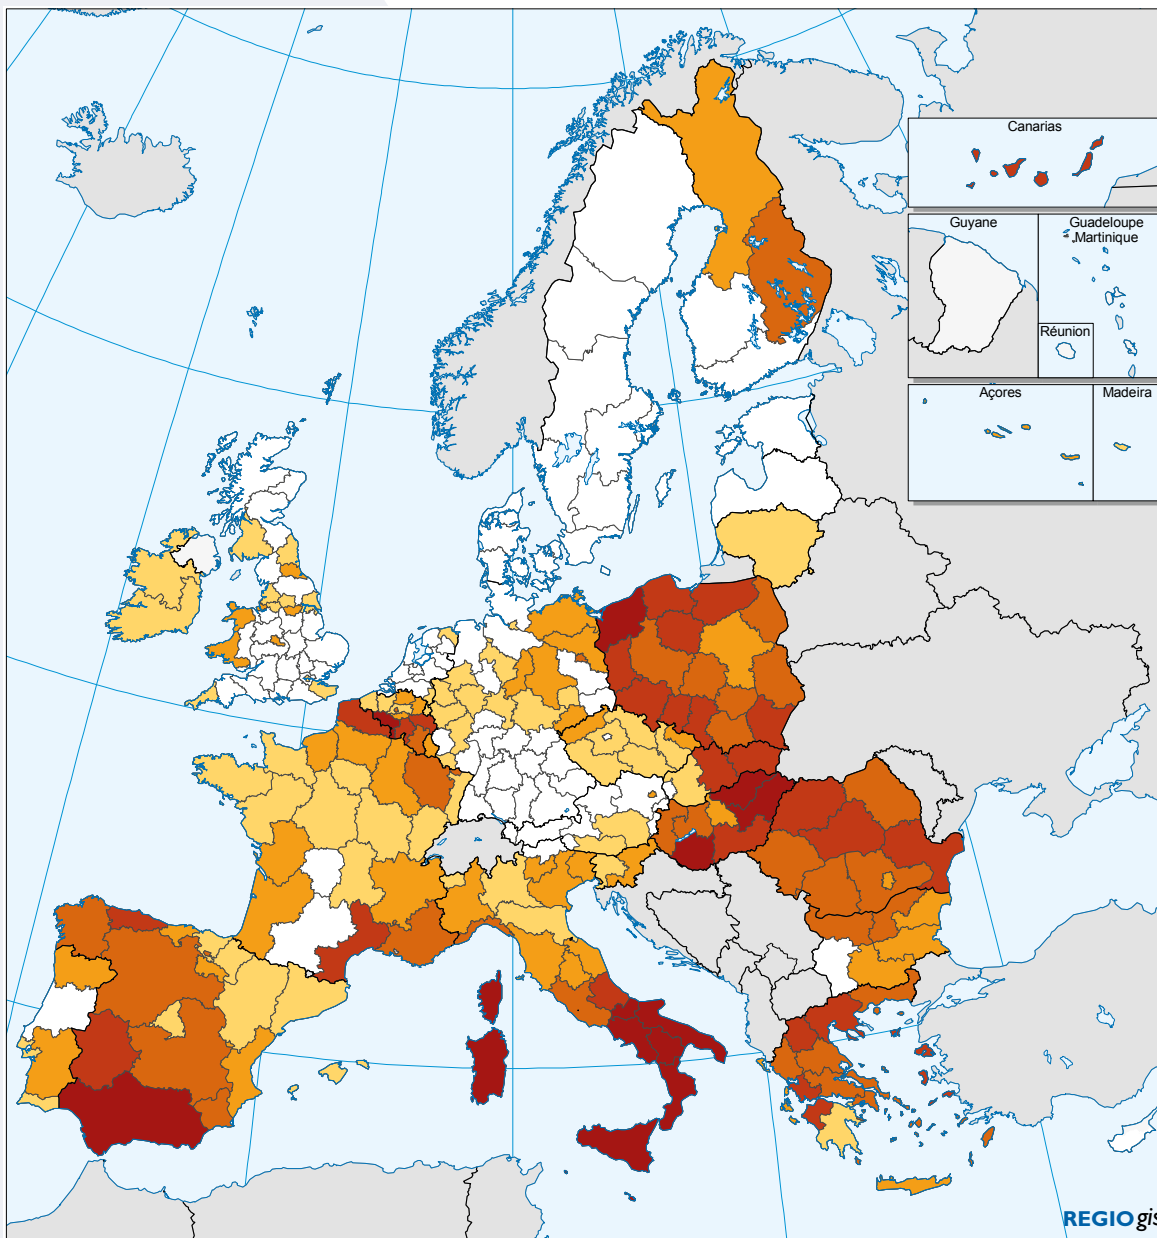 Canarias
Guyane
Guadeloupe
Martinique
Réunion
Açores
Madeira
REGIOgis